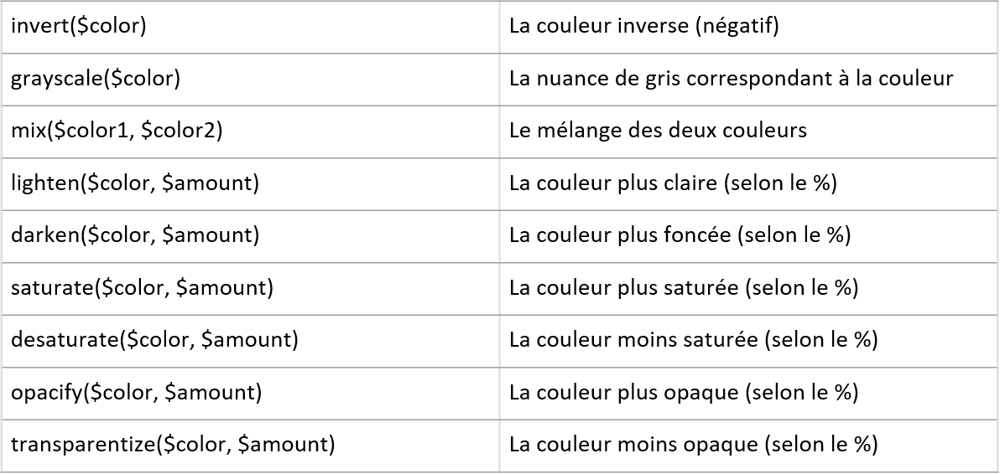 invert($color) La couleur inverse (négatif)
grayscale($color) La nuance de gris correspondant à la couleur
mix($color1, $color2) Le mélange des deux couleurs
lighten($color, $amount) La couleur plus claire (selon le %)
darken($color, $amount) La couleur plus foncée (selon le %)
saturate($color, $amount) La couleur plus saturée (selon le %)
desaturate($color, $amount) La couleur moins saturée (selon le %)
opacify($color, $amount) La couleur plus opaque (selon le %)
transparentize($color, $amount) La couleur moins opaque (selon le %)